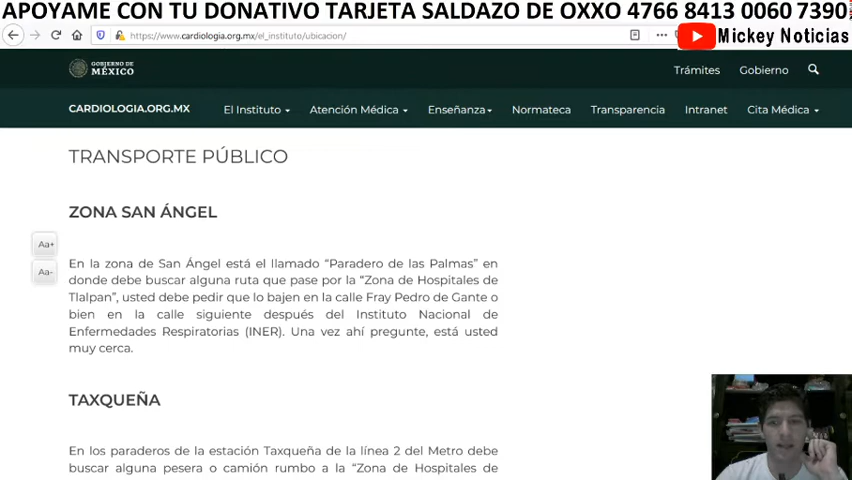 APOYAME CON TU DONATIVO TARJETA SALDAZO DE OXXO 4766 8413 0060 7390
https://www.cardiologia.org.mx/el_instituto/ubicacion/
Mickey Noticias
GOBIERNO DE
MÉXICO
Trámites Gobierno
CARDIOLOGIA.ORG.MX El Instituto Atención Médica Enseñanza Normateca Transparencia Intranet Cita Médica
TRANSPORTE PÚBLICO
ZONA SAN ÁNGEL
Aa+
Aa-
En la zona de San Ángel está el llamado “Paradero de las Palmas” en
donde debe buscar alguna ruta que pase por la “Zona de Hospitales de
Tlalpan”, usted debe pedir que lo bajen en la calle Fray Pedro de Gante o
bien en la calle siguiente después del Instituto Nacional de
Enfermedades Respiratorias (INER). Una vez ahí pregunte, está usted
muy cerca.
TAXQUEÑA
En los paraderos de la estación Taxqueña de la línea 2 del Metro debe
buscar alguna pesera o camión rumbo a la “Zona de Hospitales de